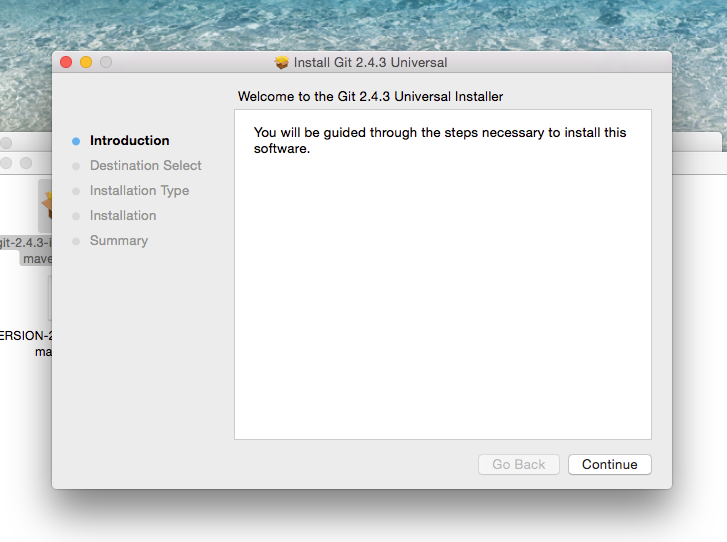 Install Git 2.4.3 Universal
Welcome to the Git 2.4.3 Universal Installer
You will be guided through the steps necessary to install this
software.
Introduction
Destination Select
Installation Type
Installation
Summary
git-2.4.3-i
mave
ERSION-2
ma
Go Back
Continue